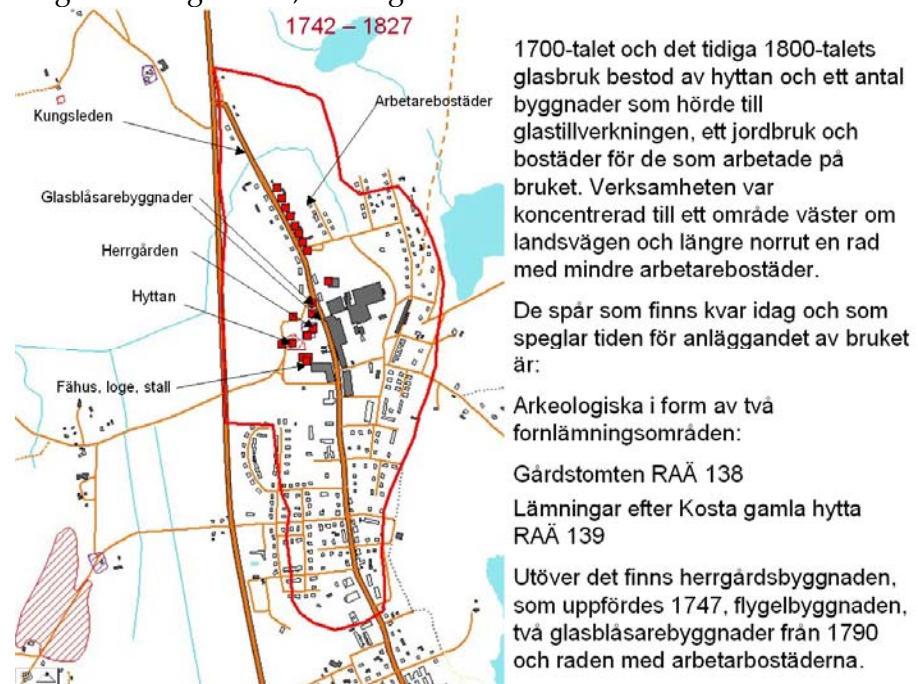 1742 – 1827
Kungsleden
Arbetarebostäder
Glasblåsarebyggnader
Herrgården
Hyttan
Fähus, loge, stall
1700-talet och det tidiga 1800-talets
glasbruk bestod av hyttan och ett antal
byggnader som hörde till
glastillverkningen, ett jordbruk och
bostäder för de som arbetade på
bruket. Verksamheten var
koncentrerad till ett område väster om
landsvägen och längre norrut en rad
med mindre arbetarebostäder.
De spår som finns kvar idag och som
speglar tiden för anläggandet av bruket
är:
Arkeologiska i form av två
fornlämningsområden:
Gårdstomten RAÄ 138
Lämningar efter Kosta gamla hytta
RAÄ 139
Utöver det finns herrgårdsbyggnaden,
som uppfördes 1747, flygelbyggnaden,
två glasblåsarebyggnader från 1790
och raden med arbetarbostäderna.